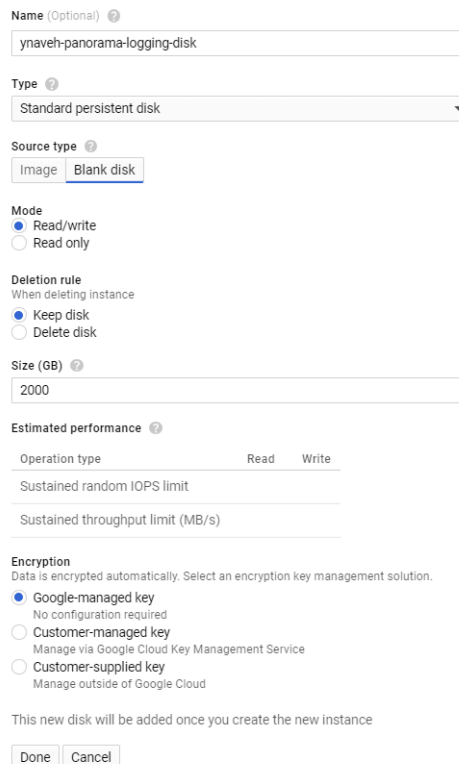 Name (Optional)
ynaveh-panorama-logging-disk
Type
Standard persistent disk
Source type
Image Blank disk
Mode
Read/write
Read only
Deletion rule
When deleting instance
Keep disk
Delete disk
Size (GB)
2000
Estimated performance
Operation type Read Write
Sustained random IOPS limit
Sustained throughput limit (MB/s)
Encryption
Data is encrypted automatically. Select an encryption key management solution.
Google-managed key
No configuration required
Customer-managed key
Manage via Google Cloud Key Management Service
Customer-supplied key
Manage outside of Google Cloud
This new disk will be added once you create the new instance
Done Cancel